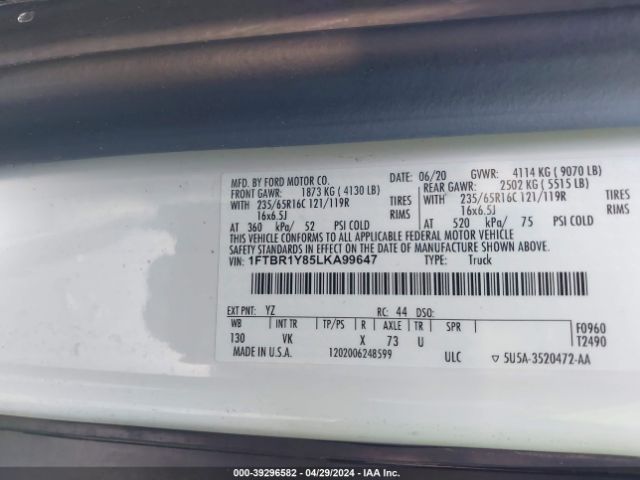 MFD. BY FORD MOTOR CO. 06/20 GVWR: 4114 KG ( 9070 LB)
FRONT GAWR: 1873 KG ( 4130 LB) REAR GAWR: 2502 KG ( 5515 LB)
WITH 235/65R16C 121/119R TIRES WITH 235/65R16C 121/119R TIRES
16x6.5J RIMS 16x6.5J RIMS
AT 360 kPa/ 52 PSI COLD AT 520 kPa/ 75 PSI COLD
THIS VEHICLE CONFORMS TO ALL APPLICABLE FEDERAL MOTOR VEHICLE
SAFETY STANDARDS IN EFFECT ON THE DATE OF MANUFACTURE SHOWN ABOVE.
VIN: 1FTBR1Y85LKA99647 TYPE: Truck
EXT PNT: YZ RC: 44 DSO:
WB INT TR TP/PS R AXLE TR SPR F0960
130 VK X 73 U T2490
MADE IN U.S.A. 1202006248599 ULC ▽ 5U5A-3520472-AA
000-39296582 - 04/29/2024 - IAA Inc.